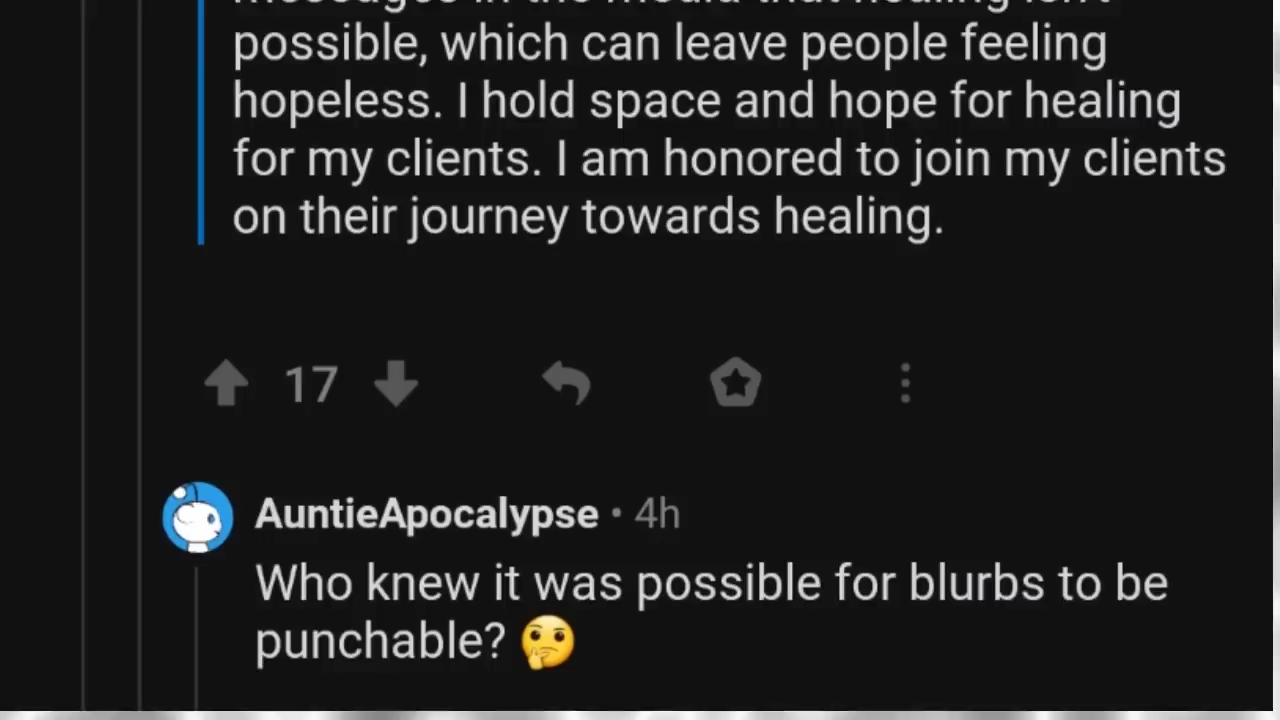 possible, which can leave people feeling
hopeless. I hold space and hope for healing
for my clients. I am honored to join my clients
on their journey towards healing.
17
AuntieApocalypse • 4h
Who knew it was possible for blurbs to be
punchable? 🤔